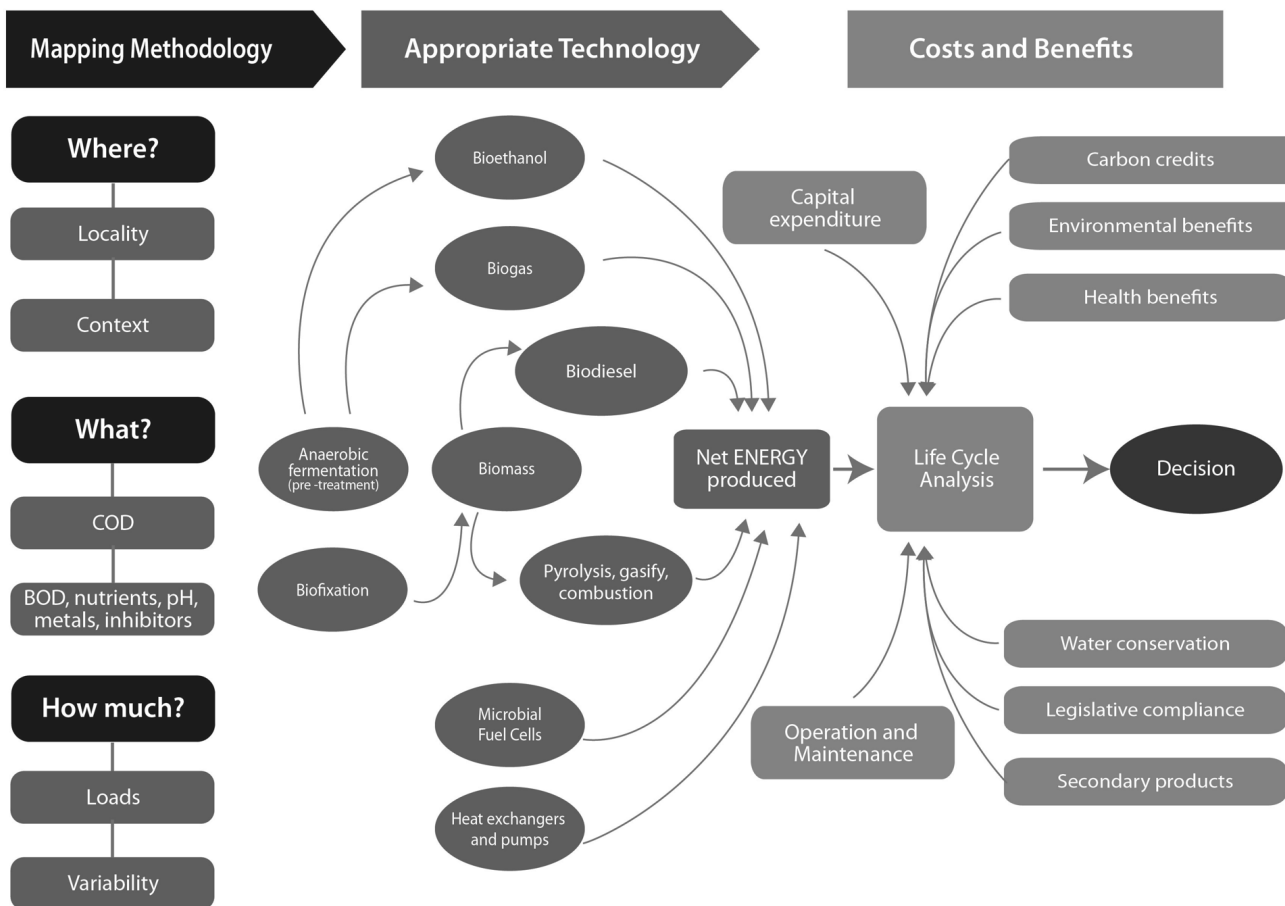 Mapping Methodology
Appropriate Technology
Costs and Benefits
Where?
Locality
Context
What?
COD
BOD, nutrients, pH,
metals, inhibitors
How much?
Loads
Variability
Bioethanol
Biogas
Biodiesel
Anaerobic
fermentation
(pre -treatment)
Biomass
Biofixation
Pyrolysis, gasify,
combustion
Microbial
Fuel Cells
Heat exchangers
and pumps
Net ENERGY
produced
Capital
expenditure
Life Cycle
Analysis
Operation and
Maintenance
Carbon credits
Environmental benefits
Health benefits
Decision
Water conservation
Legislative compliance
Secondary products